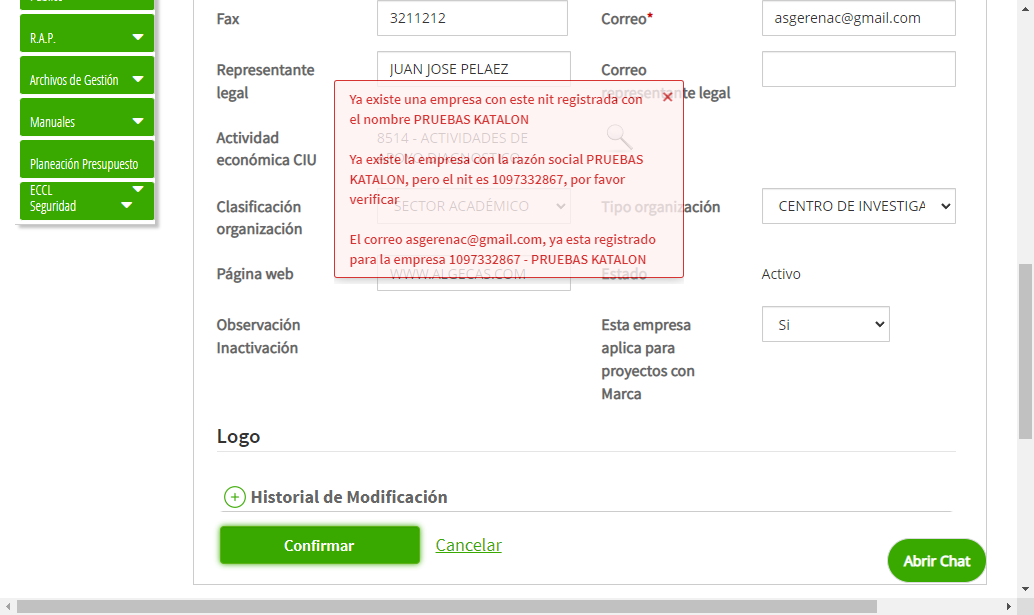 R.A.P.
Archivos de Gestión
Manuales
Planeación Presupuesto
ECCL
Seguridad
Fax
3211212
Correo*
asgerenac@gmail.com
Representante
legal
JUAN JOSE PELAEZ
Correo
representante legal
Ya existe una empresa con este nit registrada con
el nombre PRUEBAS KATALON
Ya existe la empresa con la razón social PRUEBAS
KATALON, pero el nit es 1097332867, por favor
verificar
El correo asgerenac@gmail.com, ya esta registrado
para la empresa 1097332867 - PRUEBAS KATALON
Actividad
económica CIU
8514 - ACTIVIDADES DE
Clasificación
organización
SECTOR ACADÉMICO
Tipo organización
CENTRO DE INVESTIGA
Página web
WWW.ALGECAS.COM
Estado
Activo
Observación
Inactivación
Esta empresa
aplica para
proyectos con
Marca
Si
Logo
Historial de Modificación
Confirmar
Cancelar
Abrir Chat